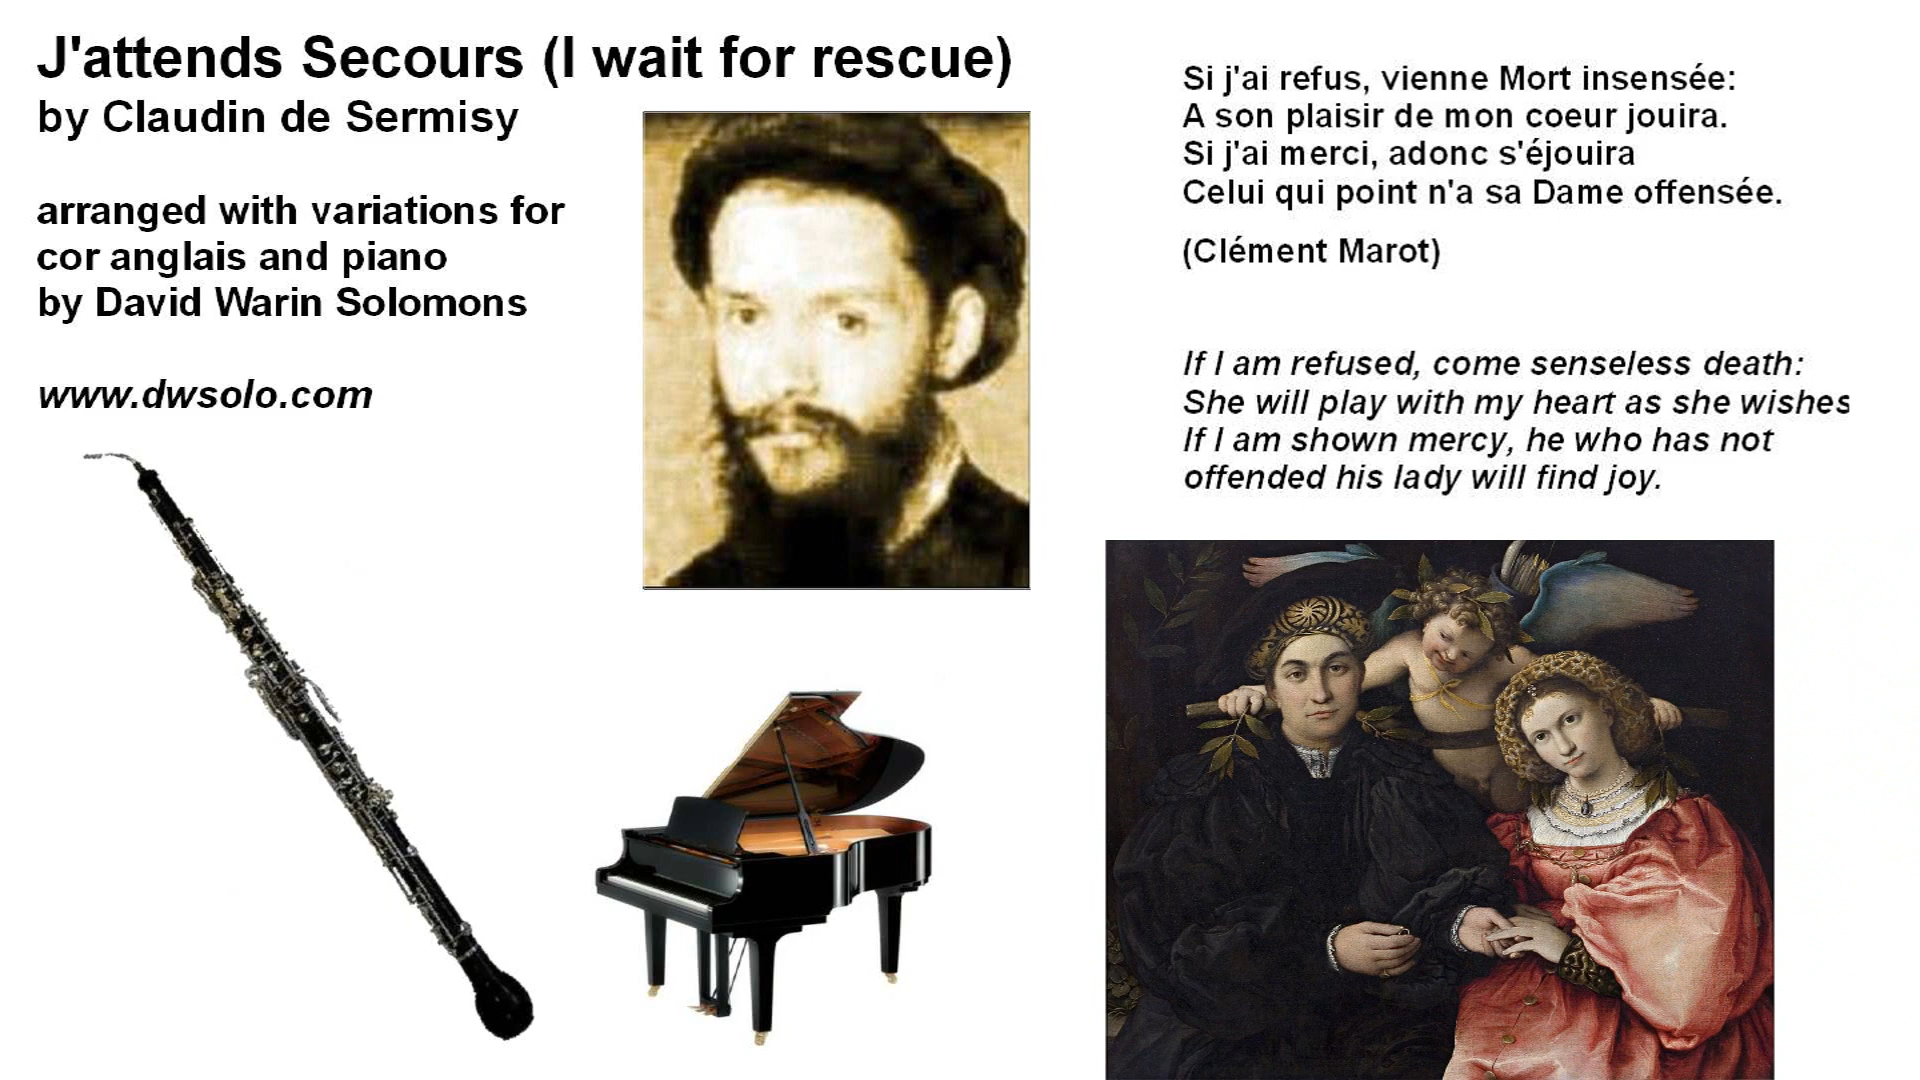 J'attends Secours (I wait for rescue)
by Claudin de Sermisy
arranged with variations for
cor anglais and piano
by David Warin Solomons
www.dwsolo.com
Si j'ai refus, vienne Mort insensée:
A son plaisir de mon coeur jouira.
Si j'ai merci, adonc s'éjouira
Celui qui point n'a sa Dame offensée.
(Clément Marot)
If I am refused, come senseless death:
She will play with my heart as she wishes
If I am shown mercy, he who has not
offended his lady will find joy.